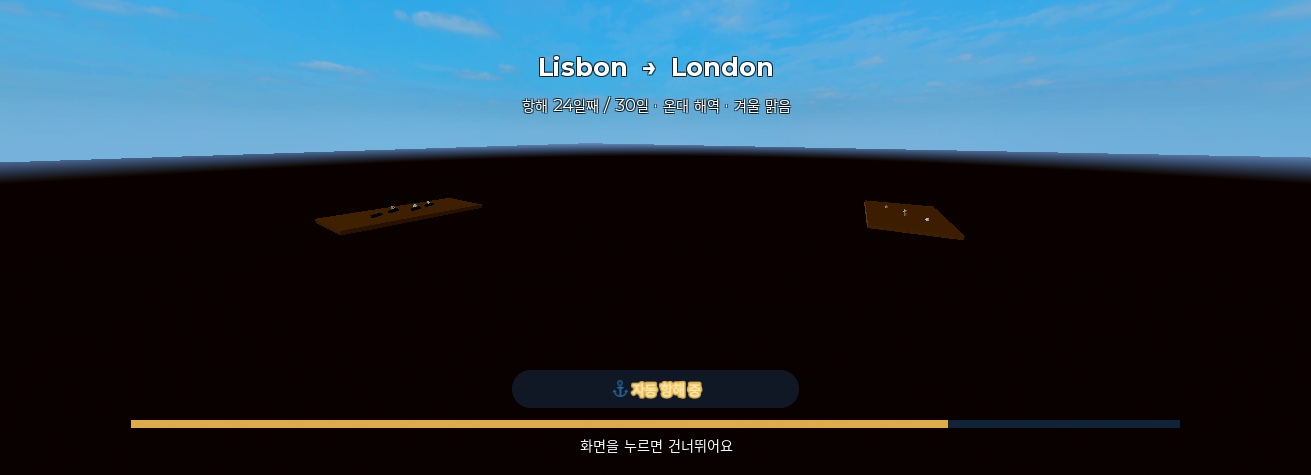 Lisbon → London
항해 24일째 / 30일 · 온대 해역 · 겨울 맑음
⚓ 자동 항해 중
화면을 누르면 건너뛰어요